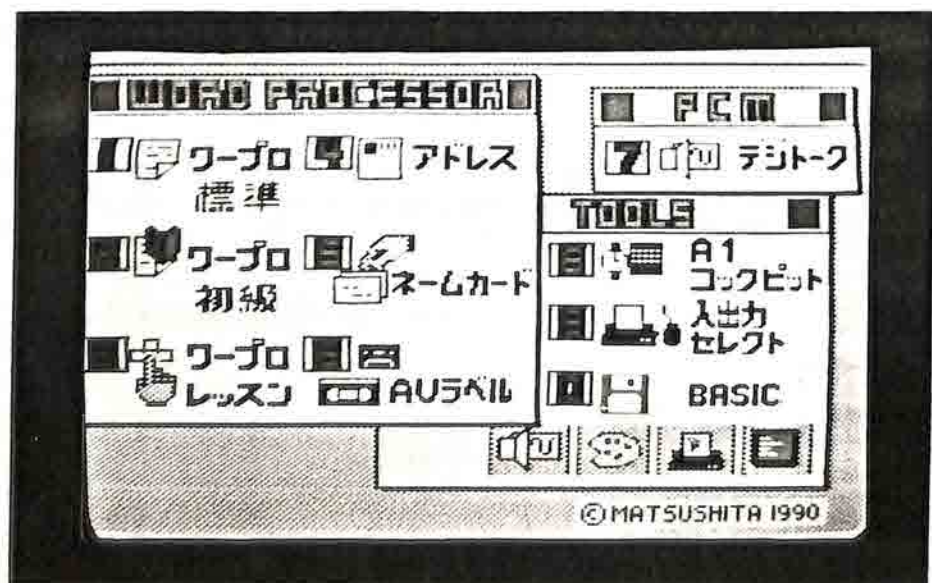 WORD PROCESSOR
1 ワープロ
標準
4 アドレス
ワープロ
初級
ネームカード
ワープロ
レッスン
AVラベル
PCM
7 デジトーク
TOOLS
A1
コックピット
入出力
セレクト
BASIC
©MATSUSHITA 1990